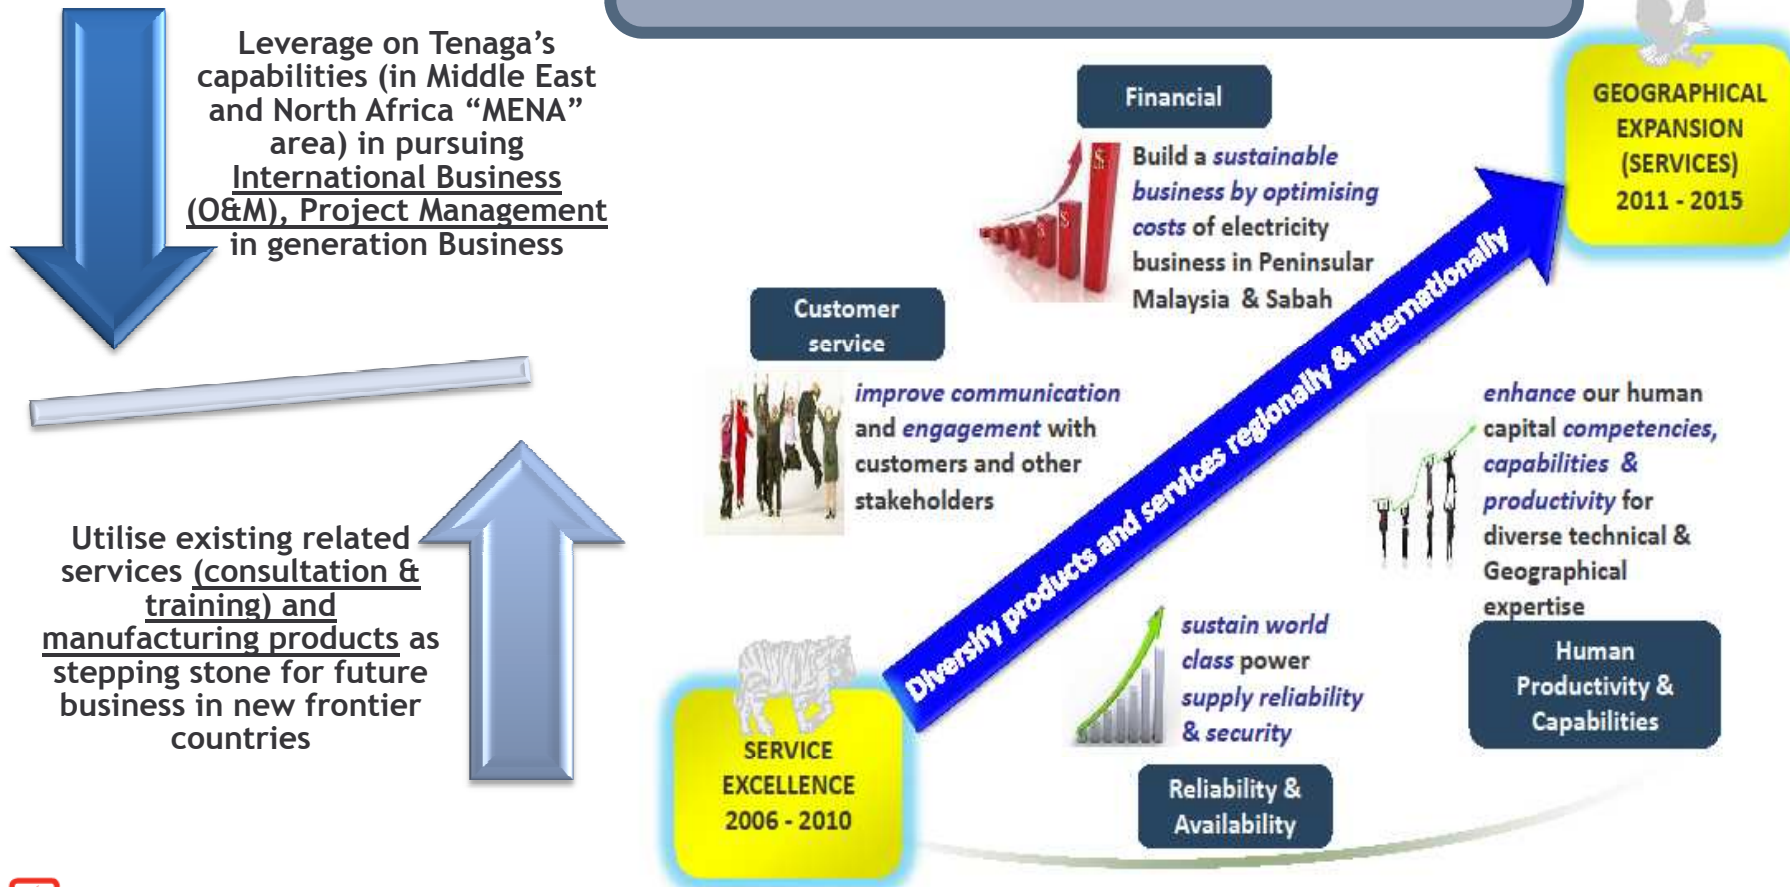 Leverage on Tenaga’s
capabilities (in Middle East
and North Africa “MENA”
area) in pursuing
International Business
(O&M), Project Management
in generation Business
Utilise existing related
services (consultation &
training) and
manufacturing products as
stepping stone for future
business in new frontier
countries
Financial
Build a sustainable
business by optimising
costs of electricity
business in Peninsular
Malaysia & Sabah
Customer
service
improve communication
and engagement with
customers and other
stakeholders
GEOGRAPHICAL
EXPANSION
(SERVICES)
2011 - 2015
Diversify products and services regionally & internationally
enhance our human
capital competencies,
capabilities &
productivity for
diverse technical &
Geographical
expertise
Human
Productivity &
Capabilities
sustain world
class power
supply reliability
& security
Reliability &
Availability
SERVICE
EXCELLENCE
2006 - 2010
$
$
$